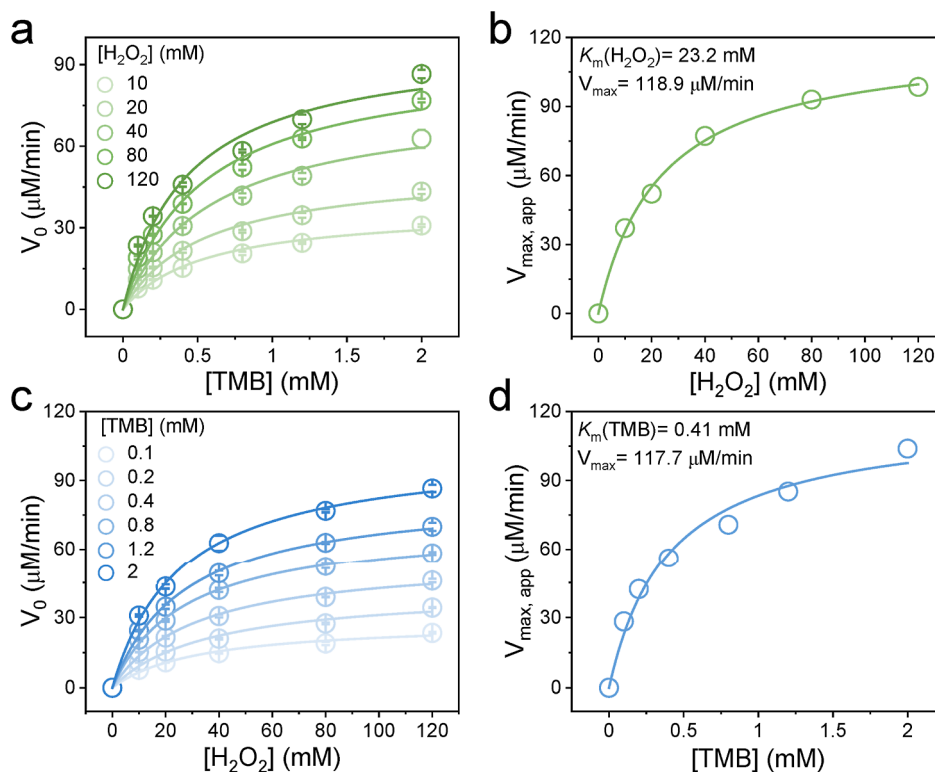 a
[H₂O₂] (mM)
10
20
40
80
120
90
60
30
0
V₀ (μM/min)
0 0.5 1 1.5 2
[TMB] (mM)
b
Kₘ(H₂O₂)= 23.2 mM
Vₘₐₓ= 118.9 μM/min
120
90
60
30
0
Vₘₐₓ, ₐₚₚ (μM/min)
0 20 40 60 80 100 120
[H₂O₂] (mM)
c
[TMB] (mM)
0.1
0.2
0.4
0.8
1.2
2
120
90
60
30
0
V₀ (μM/min)
0 20 40 60 80 100 120
[H₂O₂] (mM)
d
Kₘ(TMB)= 0.41 mM
Vₘₐₓ= 117.7 μM/min
120
90
60
30
0
Vₘₐₓ, ₐₚₚ (μM/min)
0 0.5 1 1.5 2
[TMB] (mM)